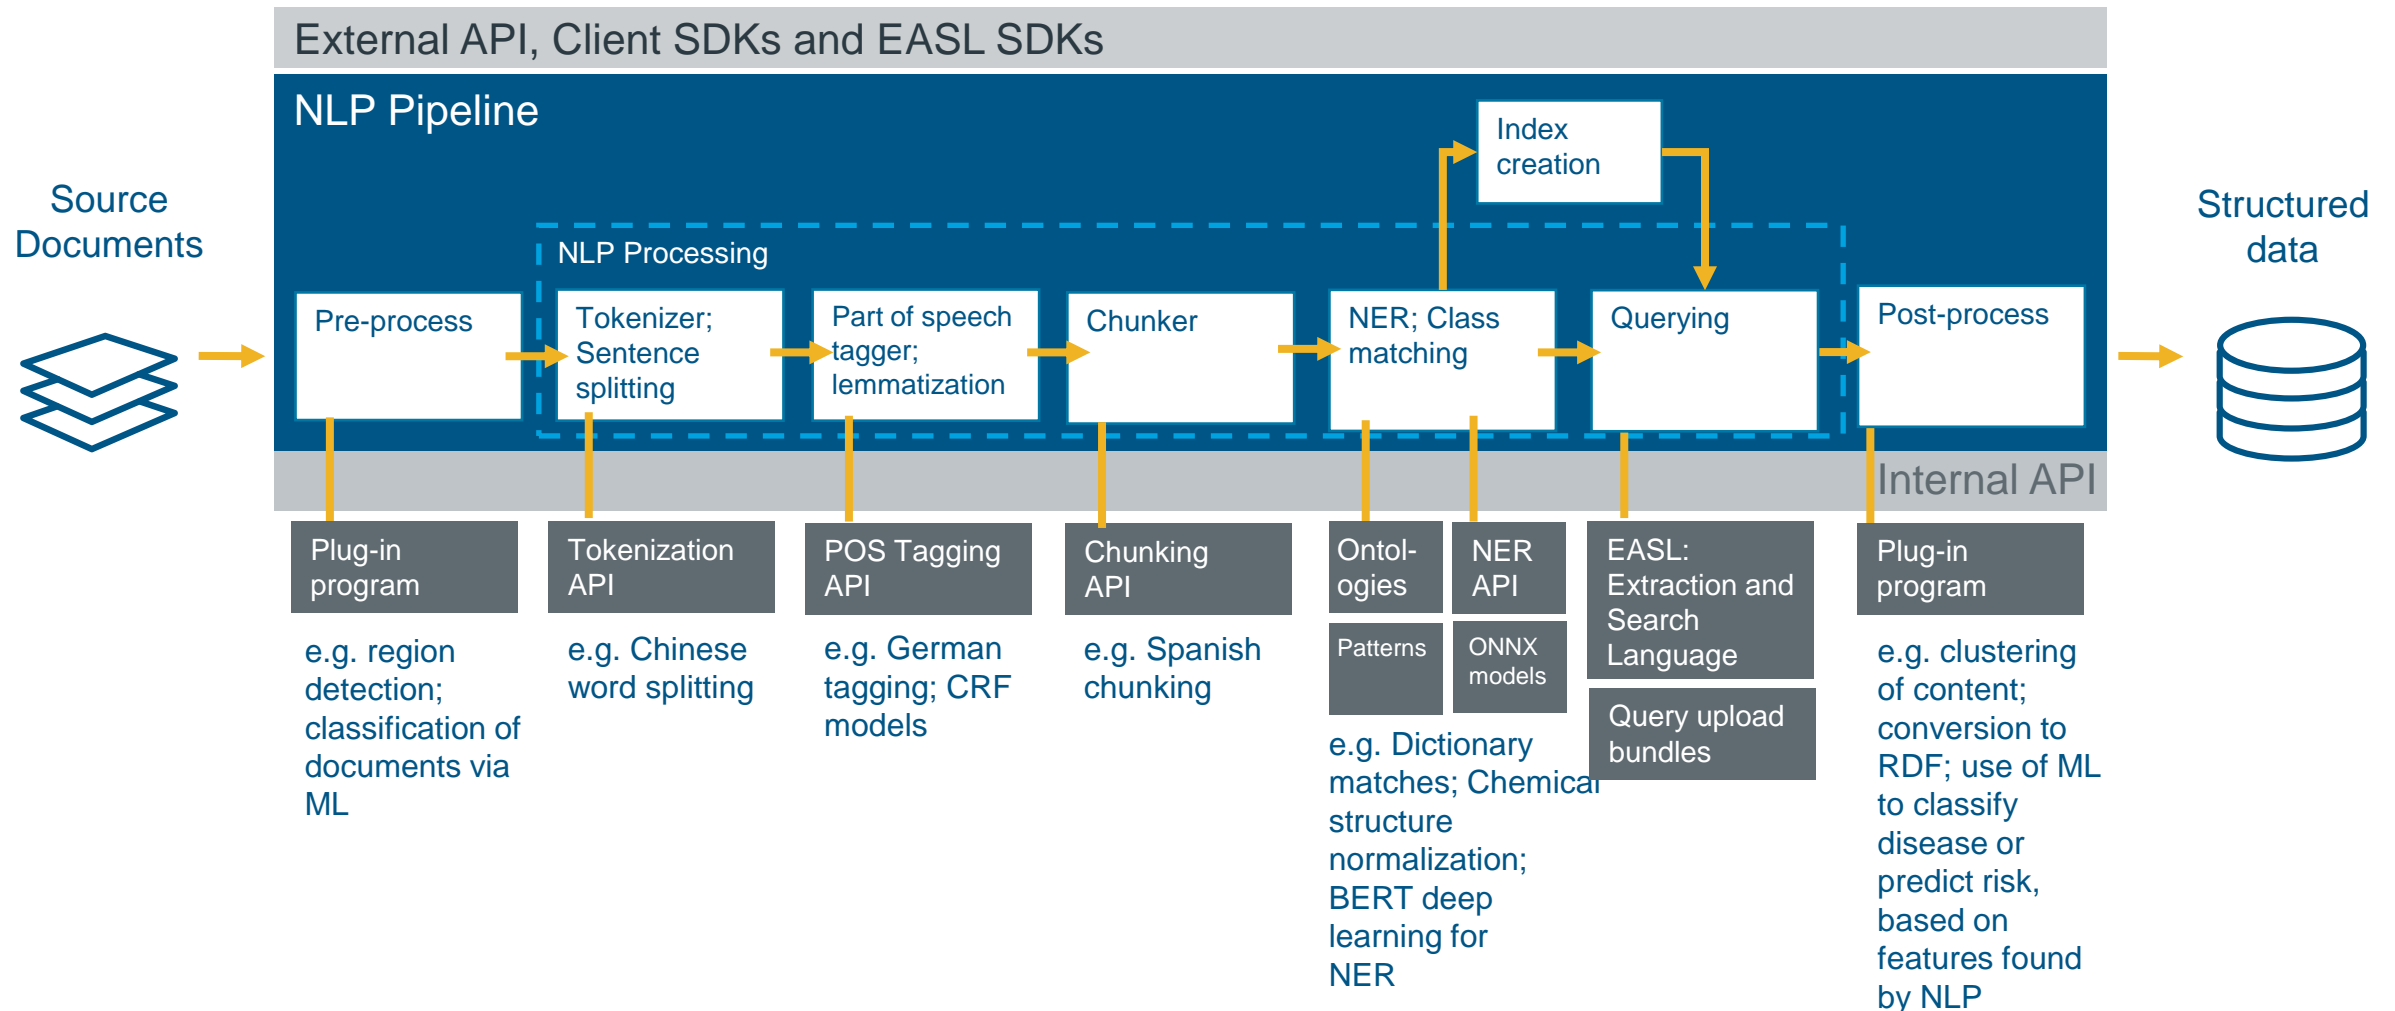 External API, Client SDKs and EASL SDKs
NLP Pipeline
Index
creation
Source
Documents
Structured
data
NLP Processing
Pre-process
Tokenizer;
Sentence
splitting
Part of speech
tagger;
lemmatization
Chunker
NER; Class
matching
Querying
Post-process
Internal API
Plug-in
program
e.g. region
detection;
classification of
documents via
ML
Tokenization
API
e.g. Chinese
word splitting
POS Tagging
API
e.g. German
tagging; CRF
models
Chunking
API
e.g. Spanish
chunking
Ontol-
ogies
NER
API
Patterns
ONNX
models
e.g. Dictionary
matches; Chemical
structure
normalization;
BERT deep
learning for
NER
EASL:
Extraction and
Search
Language
Query upload
bundles
Plug-in
program
e.g. clustering
of content;
conversion to
RDF; use of ML
to classify
disease or
predict risk,
based on
features found
by NLP